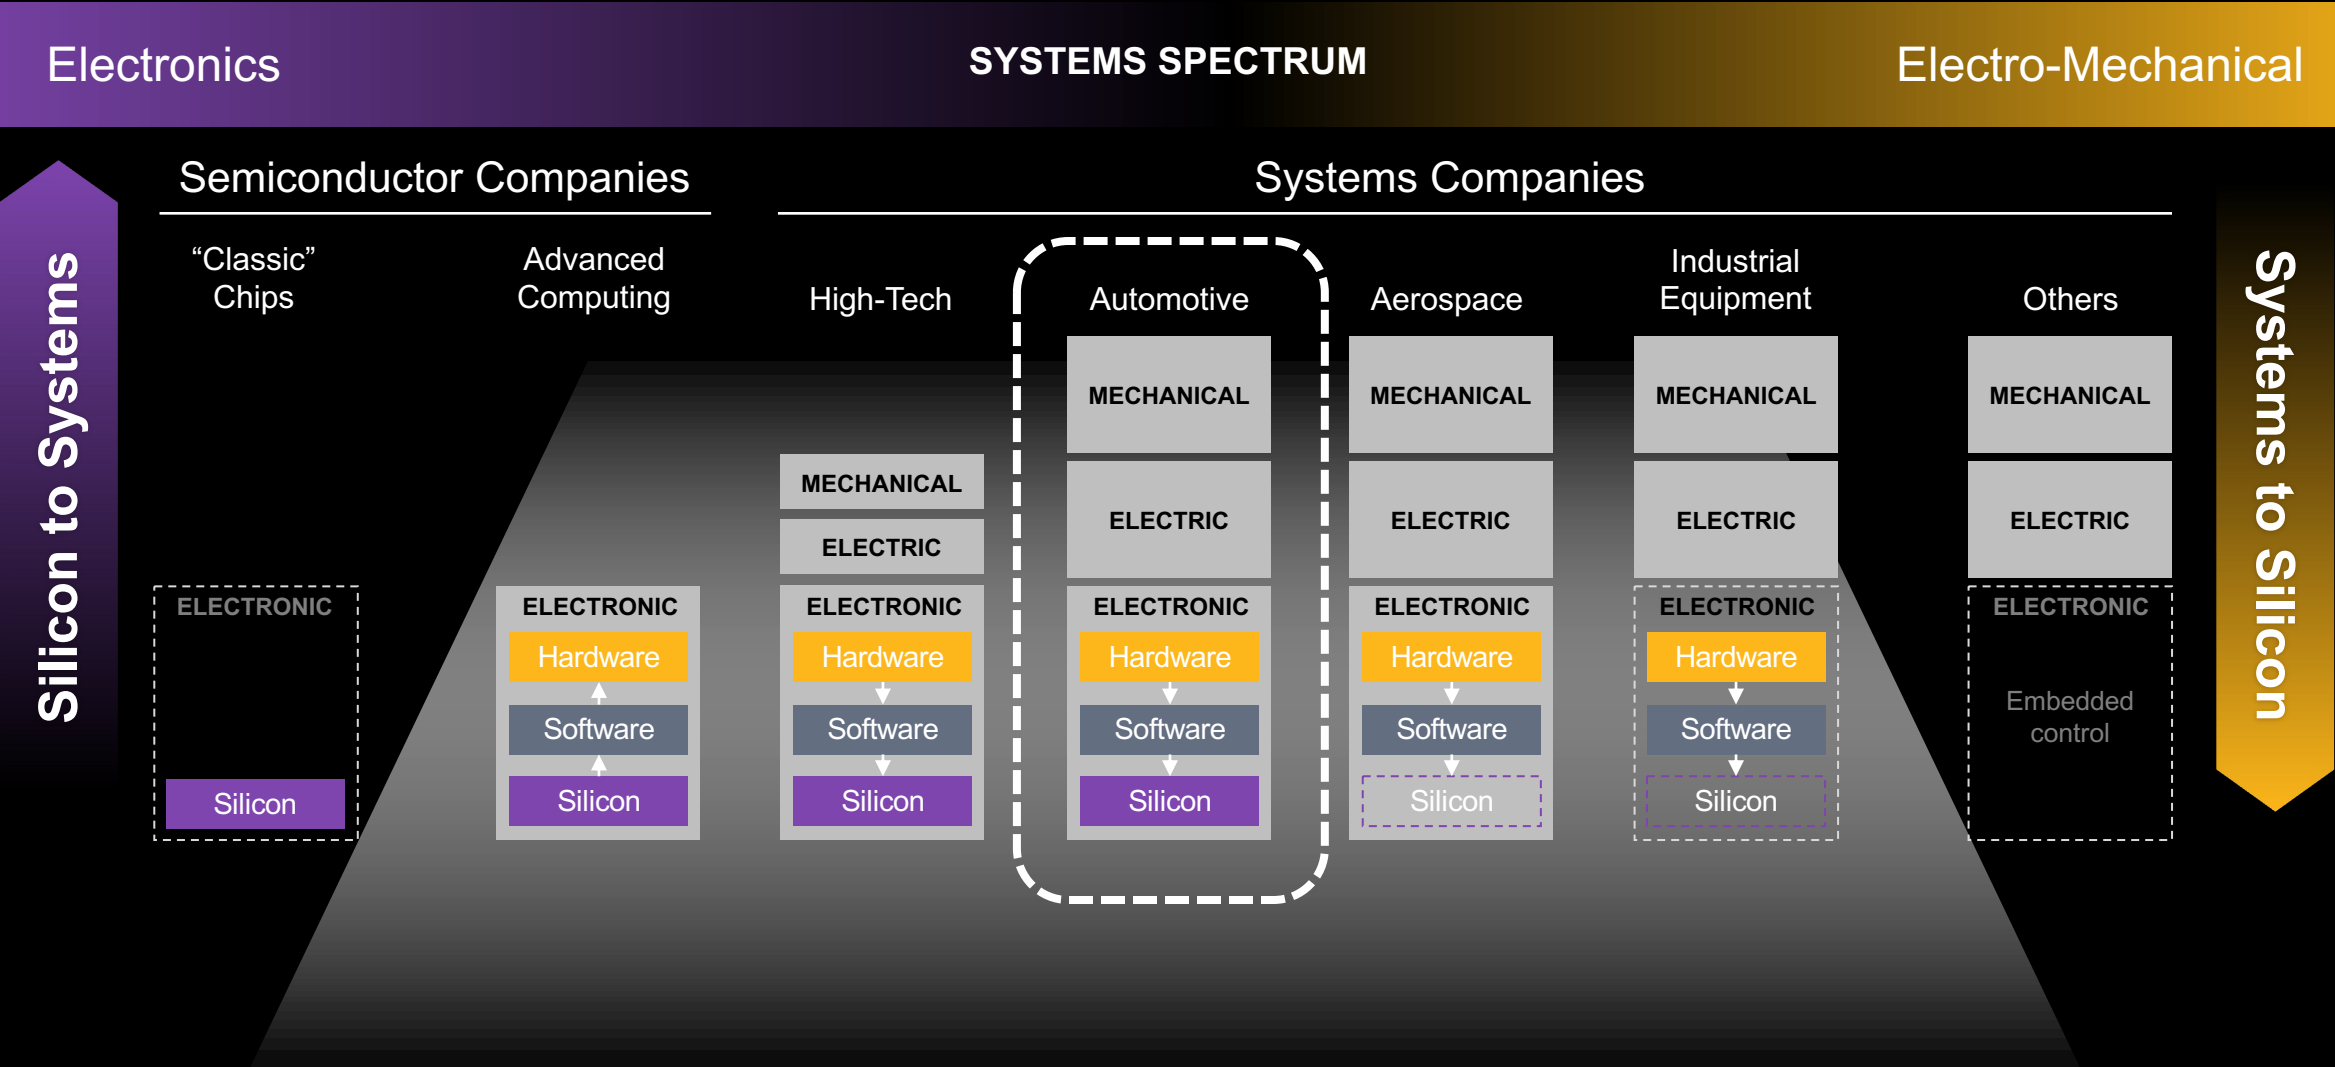 Electronics
SYSTEMS SPECTRUM
Electro-Mechanical
Silicon to Systems
Semiconductor Companies
Systems Companies
“Classic”
Chips
ELECTRONIC
Silicon
Advanced
Computing
ELECTRONIC
Hardware
Software
Silicon
High-Tech
MECHANICAL
ELECTRIC
ELECTRONIC
Hardware
Software
Silicon
Automotive
MECHANICAL
ELECTRIC
ELECTRONIC
Hardware
Software
Silicon
Aerospace
MECHANICAL
ELECTRIC
ELECTRONIC
Hardware
Software
Silicon
Industrial
Equipment
MECHANICAL
ELECTRIC
ELECTRONIC
Hardware
Software
Silicon
Others
MECHANICAL
ELECTRIC
ELECTRONIC
Embedded
control
Systems to Silicon